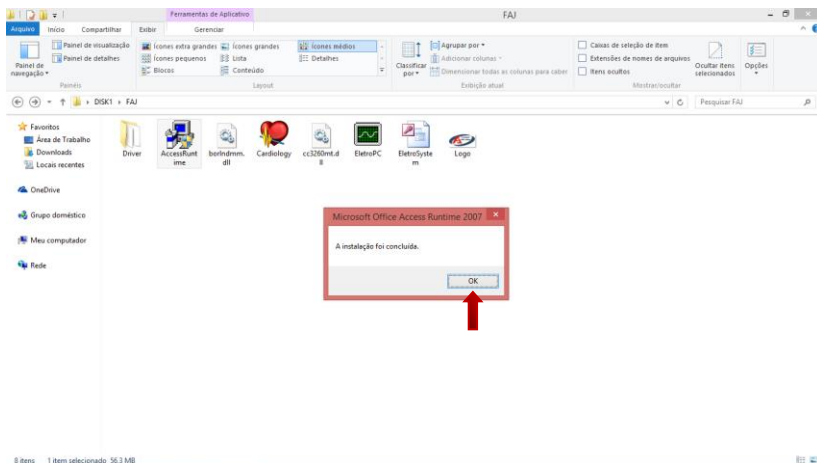 Ferramentas de Aplicativo
FAJ
Arquivo Início Compartilhar Exibir Gerenciar
Painel de navegação
Painel de visualização
Painel de detalhes
Painéis
Ícones extra grandes Ícones grandes Ícones médios
Ícones pequenos Lista Detalhes
Blocos Conteúdo
Layout
Classificar por
Agrupar por
Adicionar colunas
Dimensionar todas as colunas para caber
Exibição atual
Caixas de seleção de item
Extensões de nomes de arquivos
Itens ocultos
Ocultar itens selecionados
Mostrar/ocultar
Opções
DISK1 FAJ
Pesquisar FAJ
Favoritos
Área de Trabalho
Downloads
Locais recentes
OneDrive
Grupo doméstico
Meu computador
Rede
Driver
AccessRunt
ime
borlndmm.
dll
Cardiology
cc3260mt.d
ll
EletroPC
EletroSyste
m
Logo
Microsoft Office Access Runtime 2007
A instalação foi concluída.
OK
8 itens 1 item selecionado 56,3 MB